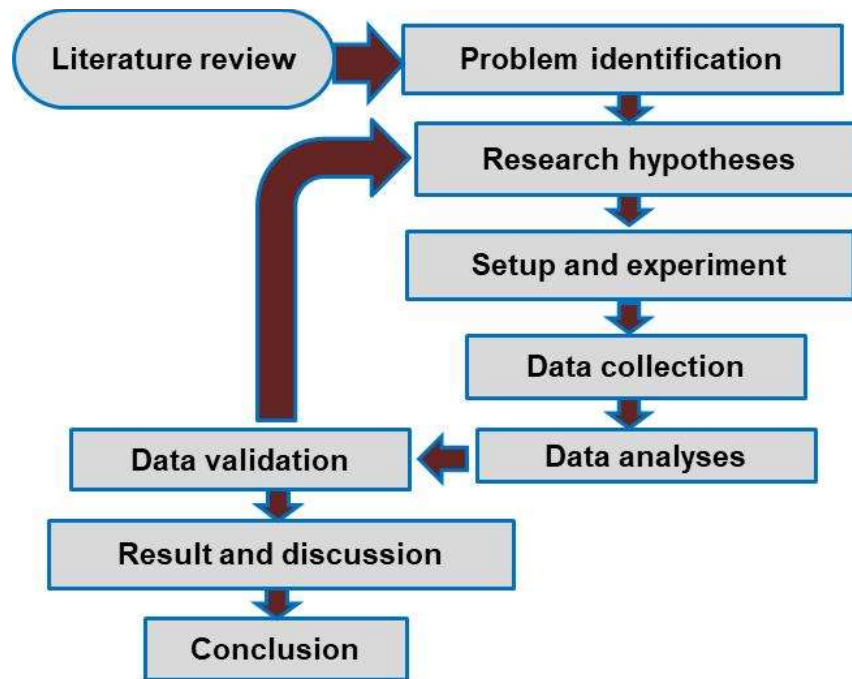 Literature review
Problem identification
Research hypotheses
Setup and experiment
Data collection
Data analyses
Data validation
Result and discussion
Conclusion